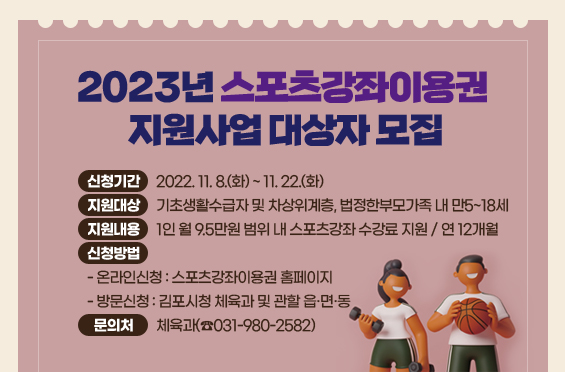 2023년 스포츠강좌이용권
지원사업 대상자 모집
신청기간 2022. 11. 8.(화) ~ 11. 22.(화)
지원대상 기초생활수급자 및 차상위계층, 법정한부모가족 내 만5~18세
지원내용 1인 월 9.5만원 범위 내 스포츠강좌 수강료 지원 / 연 12개월
신청방법
- 온라인신청 : 스포츠강좌이용권 홈페이지
- 방문신청 : 김포시청 체육과 및 관할 읍·면·동
문의처 체육과(☎031-980-2582)